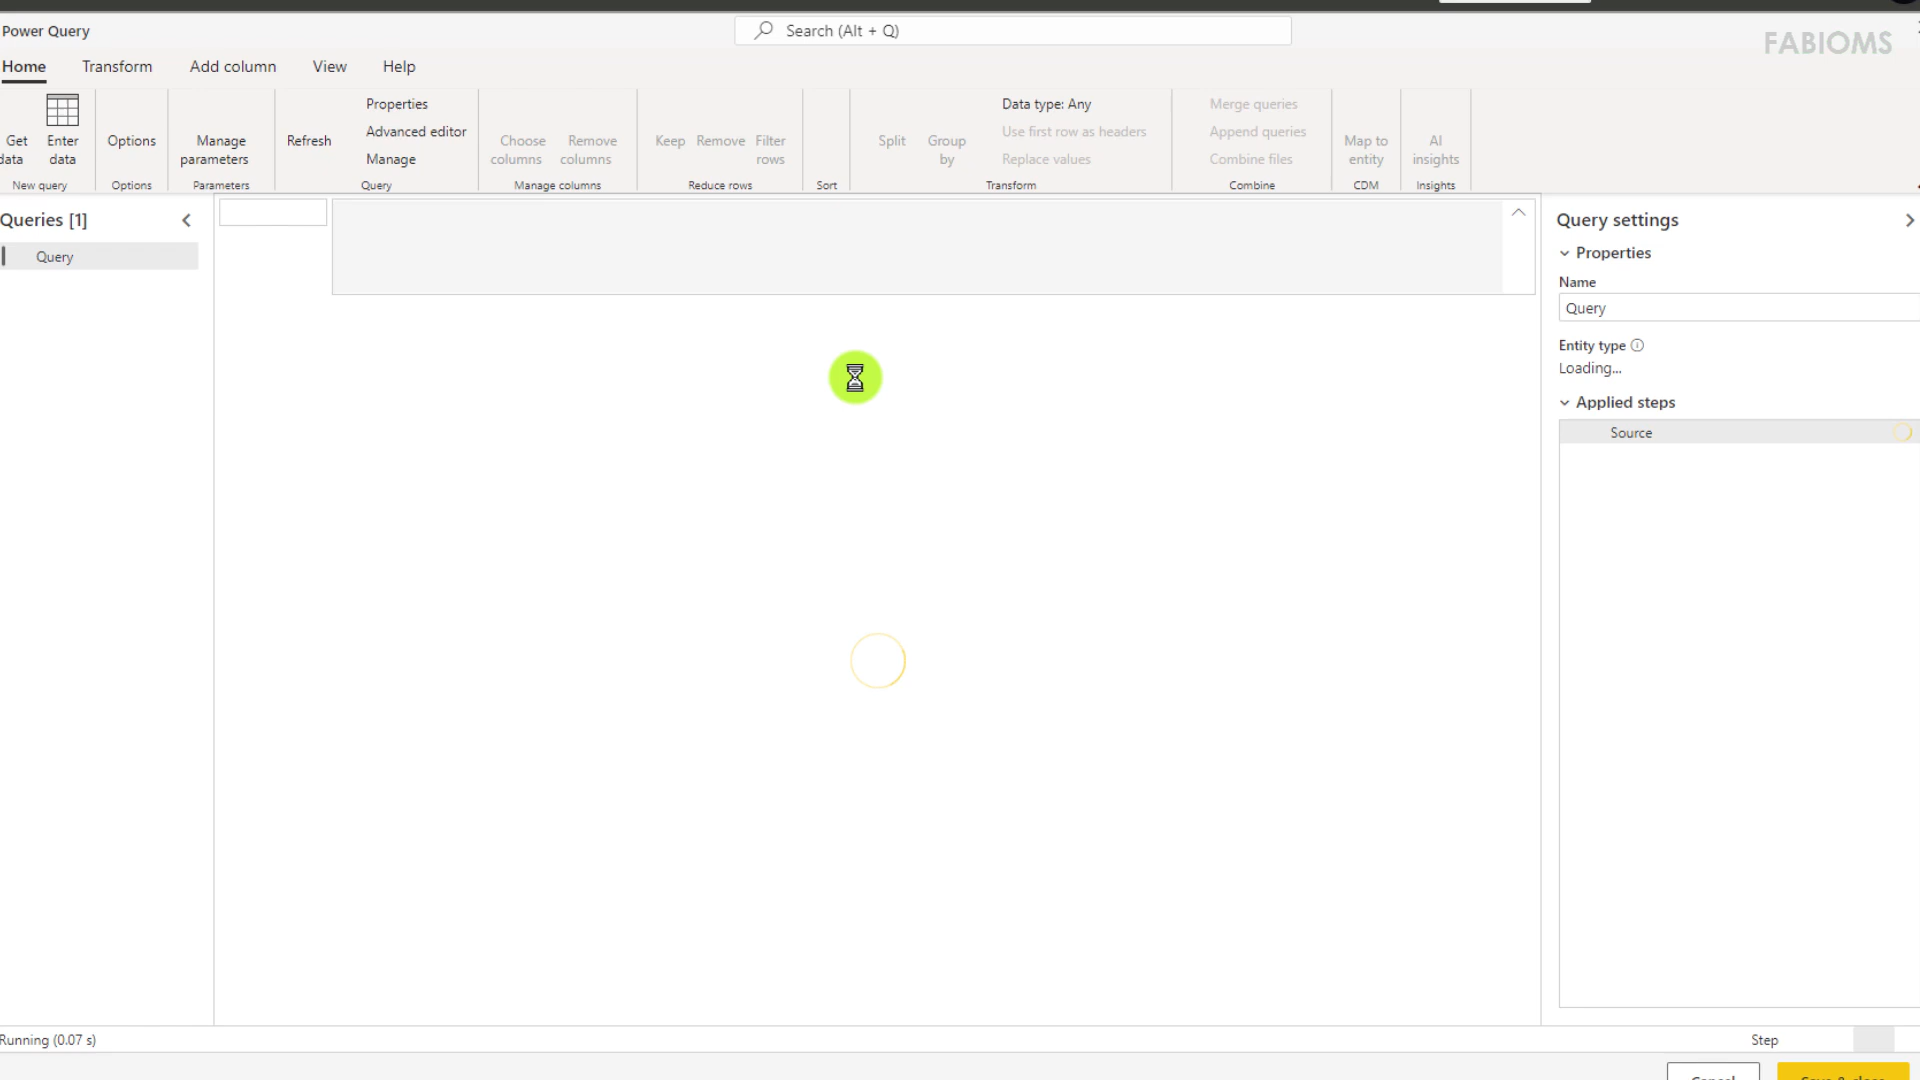 Power Query
Search (Alt + Q)
FABIOMS
Home
Transform
Add column
View
Help
Get data
Enter data
New query
Options
Options
Manage parameters
Parameters
Refresh
Properties
Advanced editor
Manage
Query
Choose columns
Remove columns
Manage columns
Keep
Remove
Filter rows
Reduce rows
Sort
Split
Group by
Data type: Any
Use first row as headers
Replace values
Transform
Merge queries
Append queries
Combine files
Combine
Map to entity
CDM
AI insights
Insights
Queries [1]
Query
Query settings
Properties
Name
Query
Entity type
Loading...
Applied steps
Source
Running (0.07 s)
Step
Cancel
Save & close